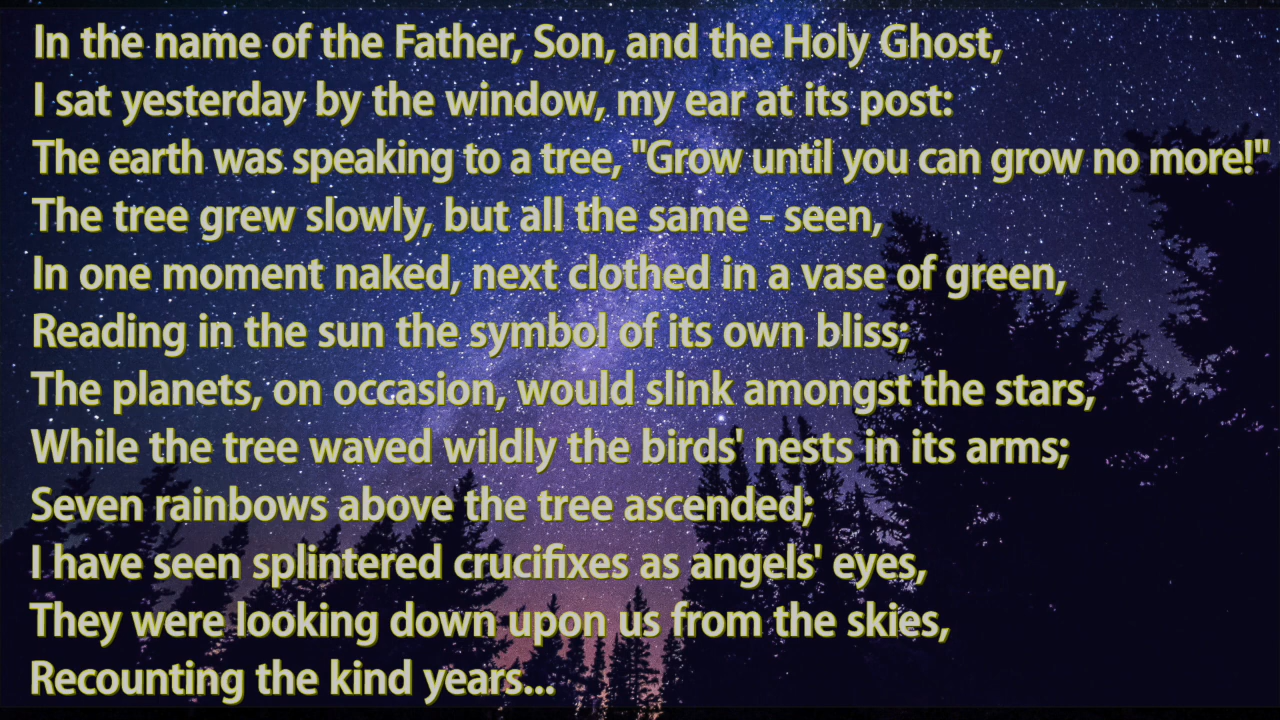 In the name of the Father, Son, and the Holy Ghost,
I sat yesterday by the window, my ear at its post:
The earth was speaking to a tree, "Grow until you can grow no more!"
The tree grew slowly, but all the same - seen,
In one moment naked, next clothed in a vase of green,
Reading in the sun the symbol of its own bliss;
The planets, on occasion, would slink amongst the stars,
While the tree waved wildly the birds' nests in its arms;
Seven rainbows above the tree ascended;
I have seen splintered crucifixes as angels' eyes,
They were looking down upon us from the skies,
Recounting the kind years...